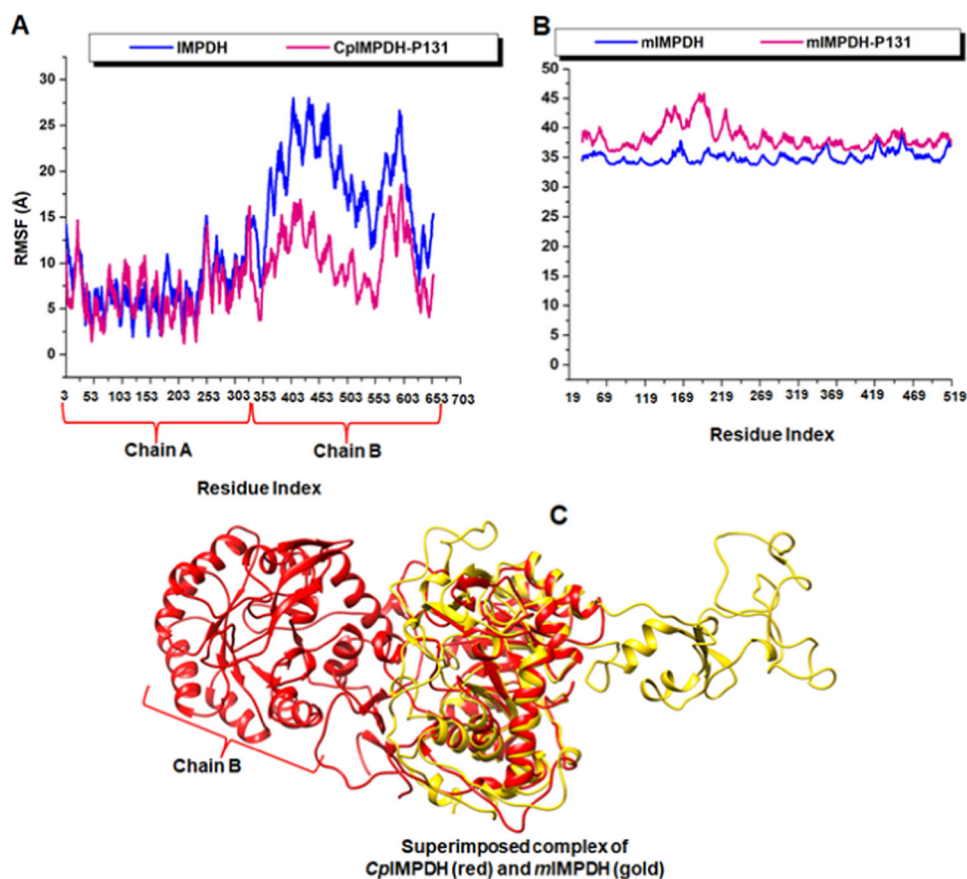 A
IMPDH CpIMPDH-P131
RMSF (Å)
30
25
20
15
10
5
0
3 53 103 153 203 253 303 353 403 453 503 553 603 653 703
Chain A Chain B
Residue Index
B
mIMPDH mIMPDH-P131
50
45
40
35
30
25
20
15
10
5
0
19 69 119 169 219 269 319 369 419 469 519
Residue Index
C
Chain B
Superimposed complex of
CpIMPDH (red) and mIMPDH (gold)